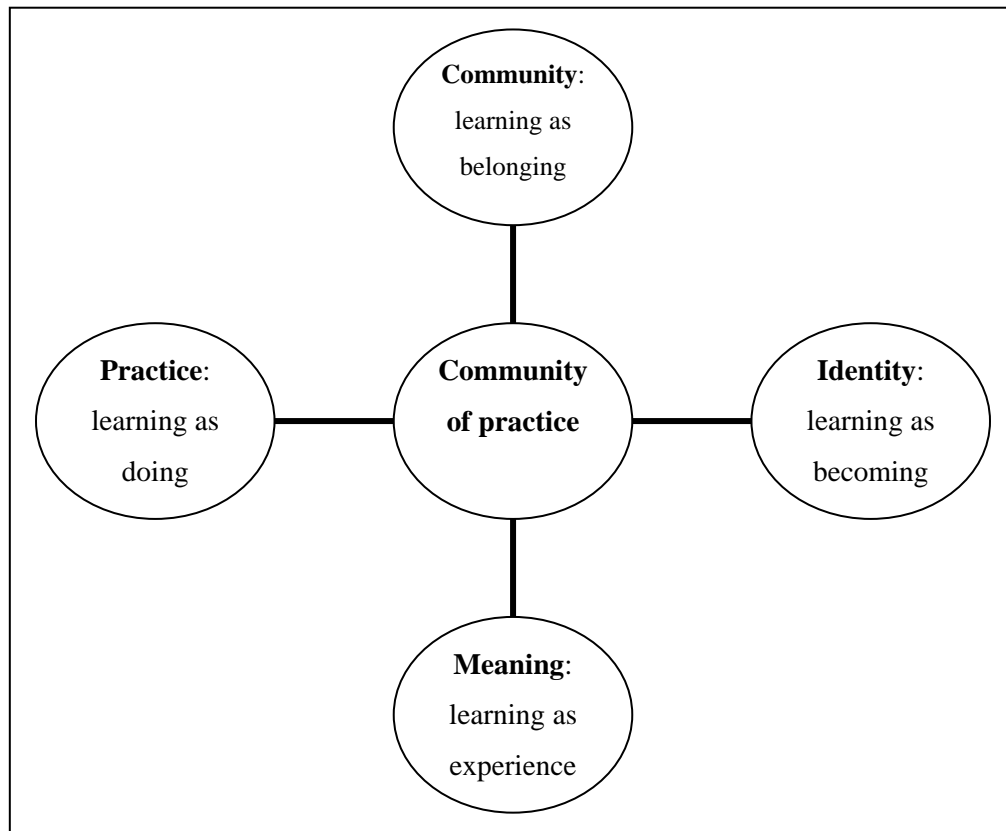 Community:
learning as
belonging
Practice:
learning as
doing
Community
of practice
Identity:
learning as
becoming
Meaning:
learning as
experience